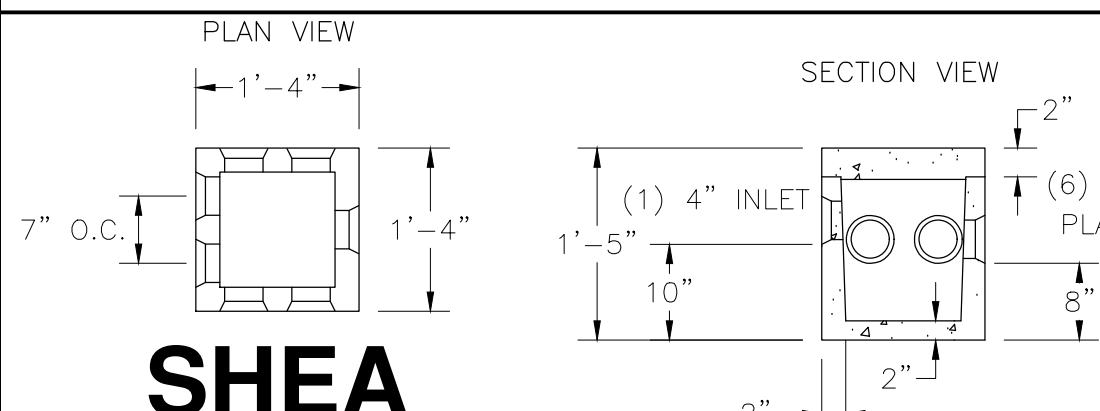 PLAN VIEW
1'-4"
7" O.C.
1'-4"
SHEA
SECTION VIEW
2"
(1) 4" INLET
(6)
1'-5"
10"
8"
2"